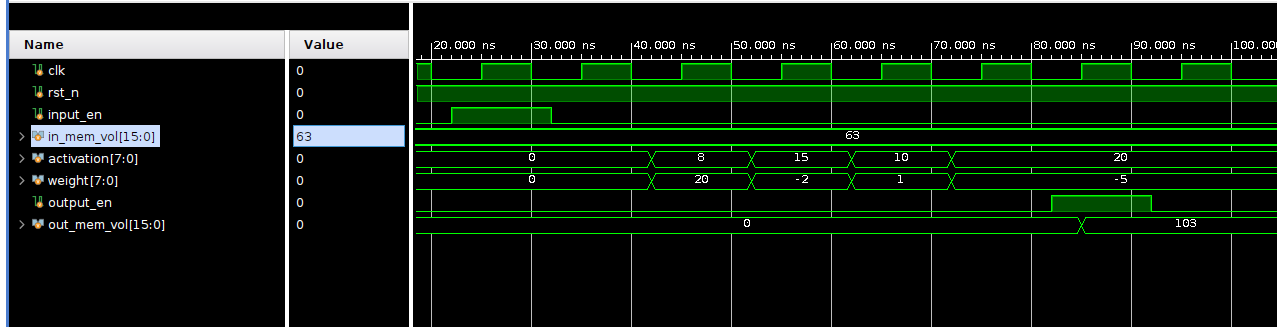 Name Value 20.000 ns 30.000 ns 40.000 ns 50.000 ns 60.000 ns 70.000 ns 80.000 ns 90.000 ns 100.00
clk 0
rst_n 0
input_en 0
in_mem_vol[15:0] 63 63
activation[7:0] 0 0 8 15 10 20
weight[7:0] 0 0 20 -2 1 -5
output_en 0
out_mem_vol[15:0] 0 0 103